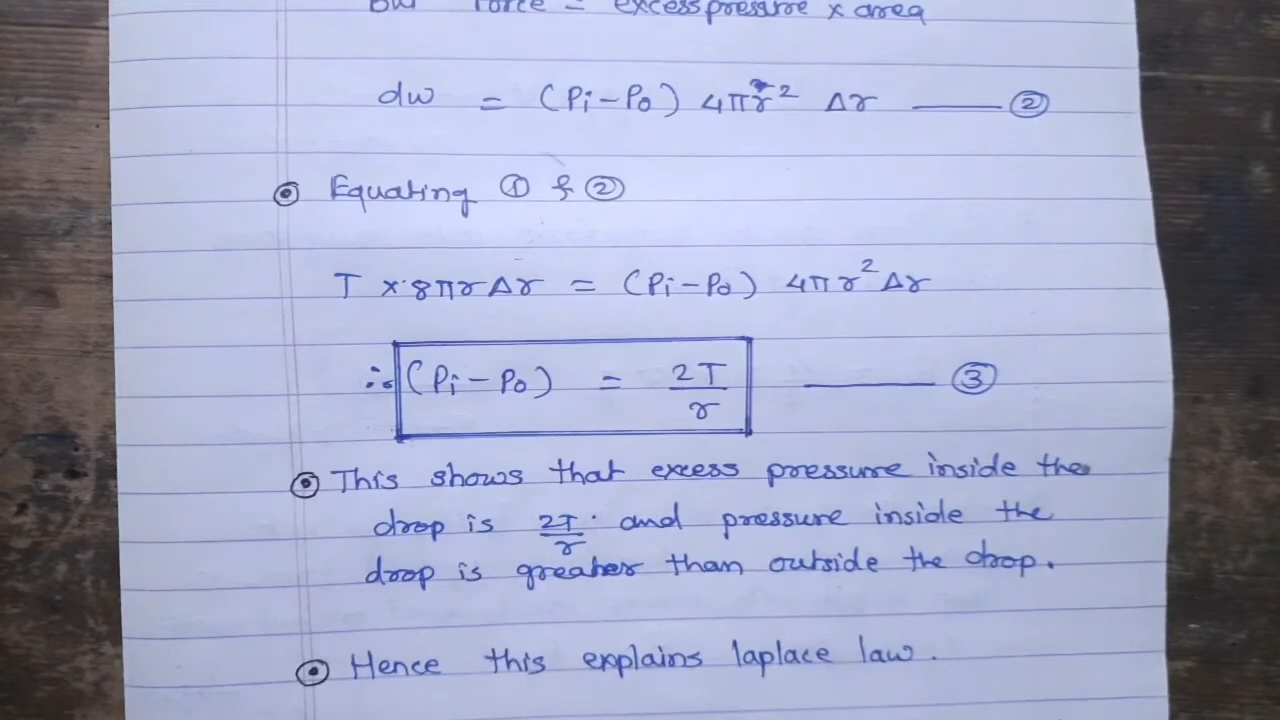 But force = excess pressure x area
dw = (Pi - Po) 4πr² Δr —— ②
Equating ① & ②
T x 8πrΔr = (Pi - Po) 4πr²Δr
∴ (Pi - Po) = 2T/r —— ③
This shows that excess pressure inside the
drop is 2T/r. and pressure inside the
drop is greater than outside the drop.
Hence this explains laplace law.